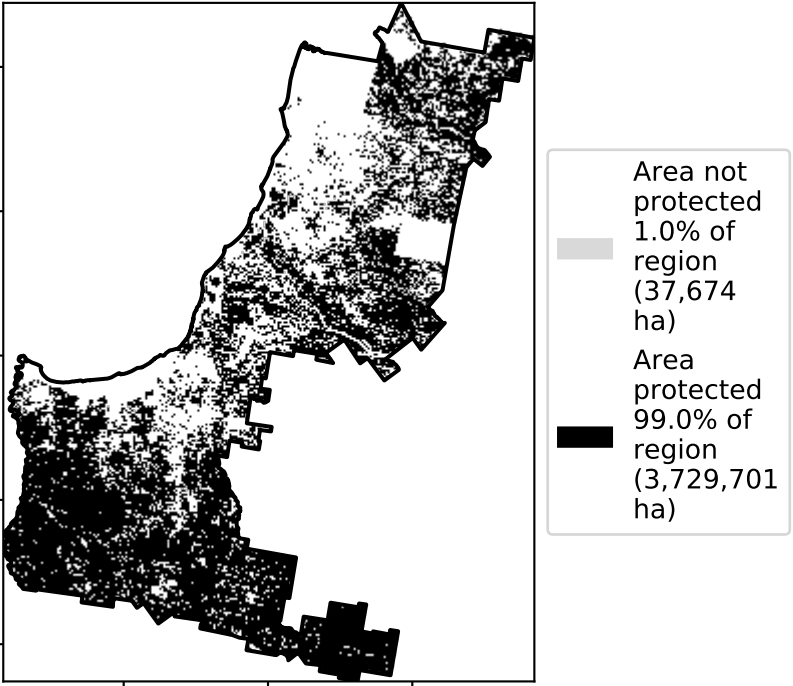 Area not
protected
1.0% of
region
(37,674
ha)
Area
protected
99.0% of
region
(3,729,701
ha)